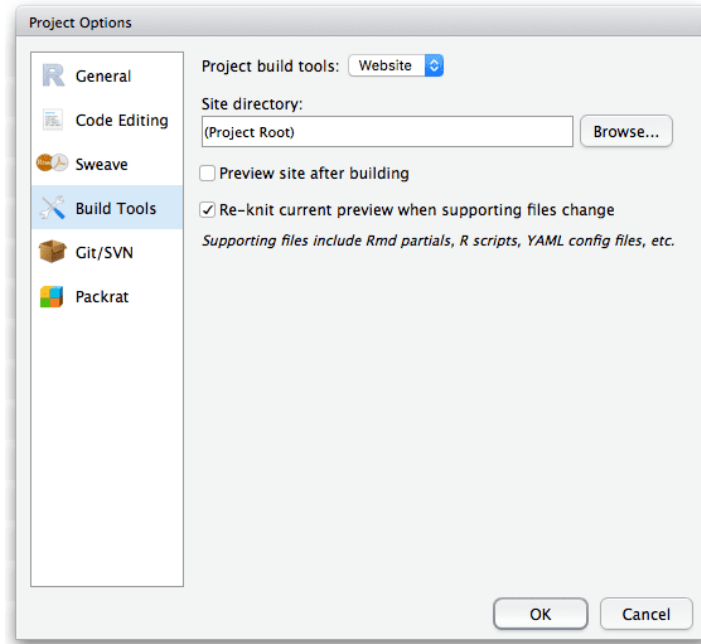 Project Options
General
Code Editing
Sweave
Build Tools
Git/SVN
Packrat
Project build tools: Website
Site directory:
(Project Root)
Browse...
Preview site after building
Re-knit current preview when supporting files change
Supporting files include Rmd partials, R scripts, YAML config files, etc.
OK
Cancel